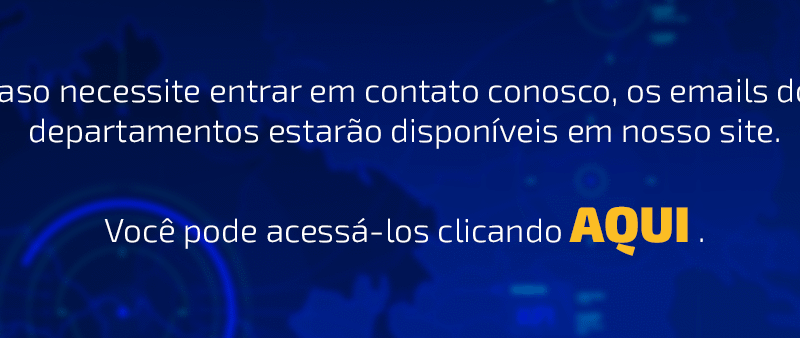 aso necessite entrar em contato conosco, os emails do
departamentos estarão disponíveis em nosso site.
Você pode acessá-los clicando AQUI .